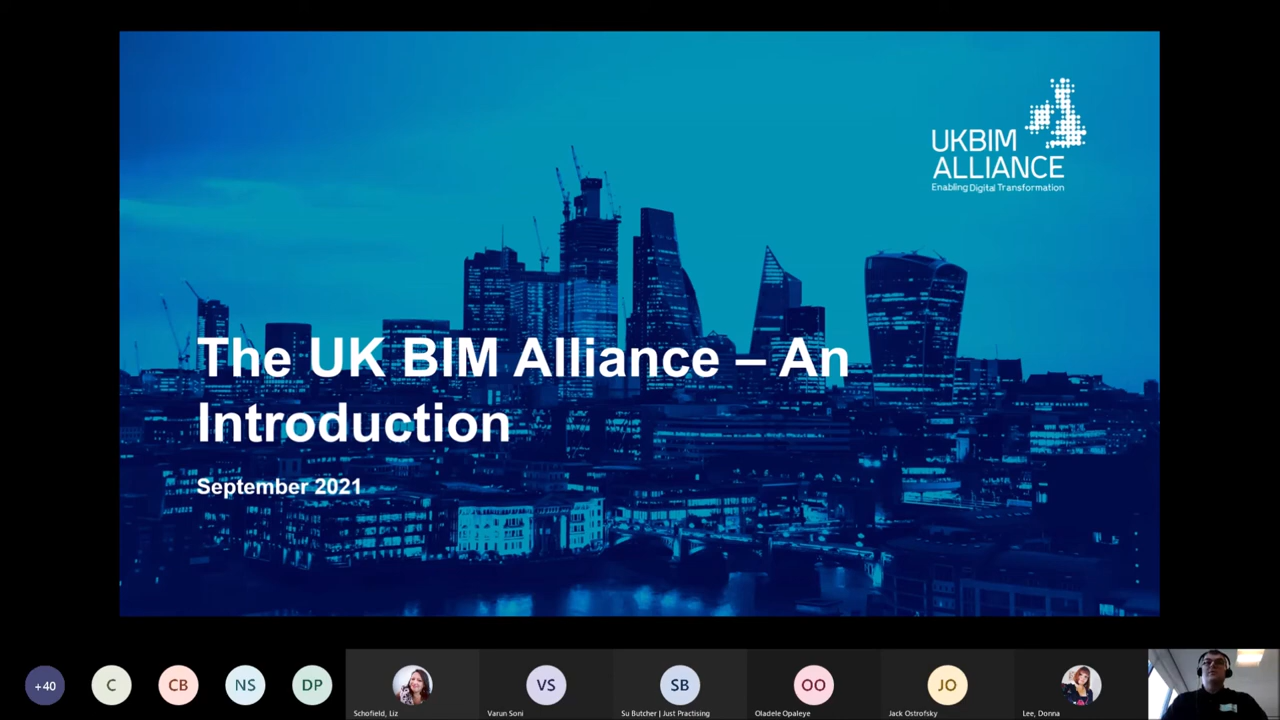 UKBIM
ALLIANCE
Enabling Digital Transformation
The UK BIM Alliance – An
Introduction
September 2021
+40
C
CB
NS
DP
VS
SB
OO
JO
Schofield, Liz
Varun Soni
Su Butcher | Just Practising
Oladele Opaleye
Jack Ostrofsky
Lee, Donna